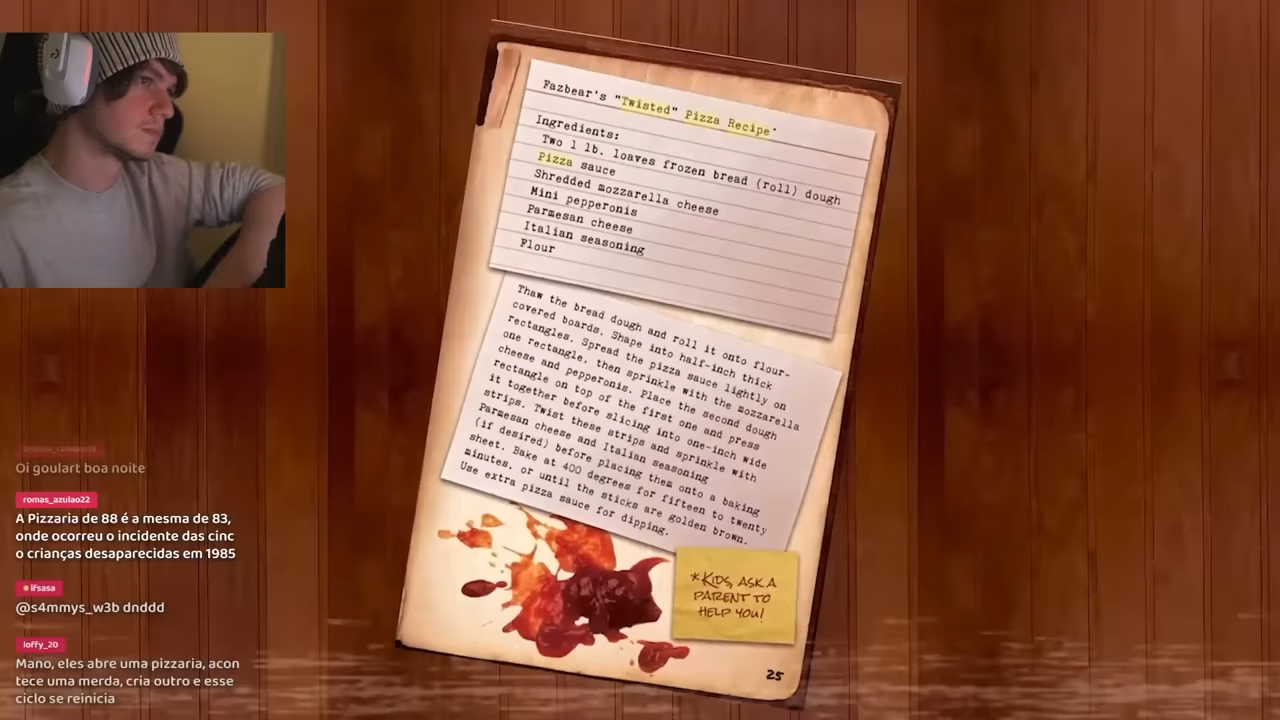 Fazbear's "Twisted" Pizza Recipe*
Ingredients:
Two 1 lb. loaves frozen bread (roll) dough
Pizza sauce
Shredded mozzarella cheese
Mini pepperonis
Parmesan cheese
Italian seasoning
Flour
Thaw the bread dough and roll it onto flour-
covered boards. Shape into half-inch thick
rectangles. Spread the pizza sauce lightly on
one rectangle, then sprinkle with the mozzarella
cheese and pepperonis. Place the second dough
rectangle on top of the first one and press
it together before slicing into one-inch wide
strips. Twist these strips and sprinkle with
Parmesan cheese and Italian seasoning
(if desired) before placing them onto a baking
sheet. Bake at 400 degrees for fifteen to twenty
minutes, or until the sticks are golden brown.
Use extra pizza sauce for dipping.
*KIDS, ASK A
PARENT TO
HELP YOU!
25
Oi goulart boa noite
romas_azulao22
A Pizzaria de 88 é a mesma de 83,
onde ocorreu o incidente das cinc
o crianças desaparecidas em 1985
ifsasa
@s4mmys_w3b dnddd
loffy_20
Mano, eles abre uma pizzaria, acon
tece uma merda, cria outro e esse
ciclo se reinicia